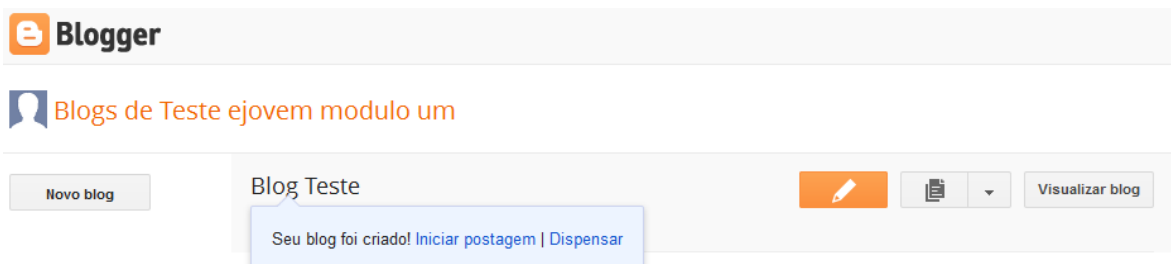 Blogger
Blogs de Teste ejovem modulo um
Novo blog
Blog Teste
Visualizar blog
Seu blog foi criado! Iniciar postagem | Dispensar